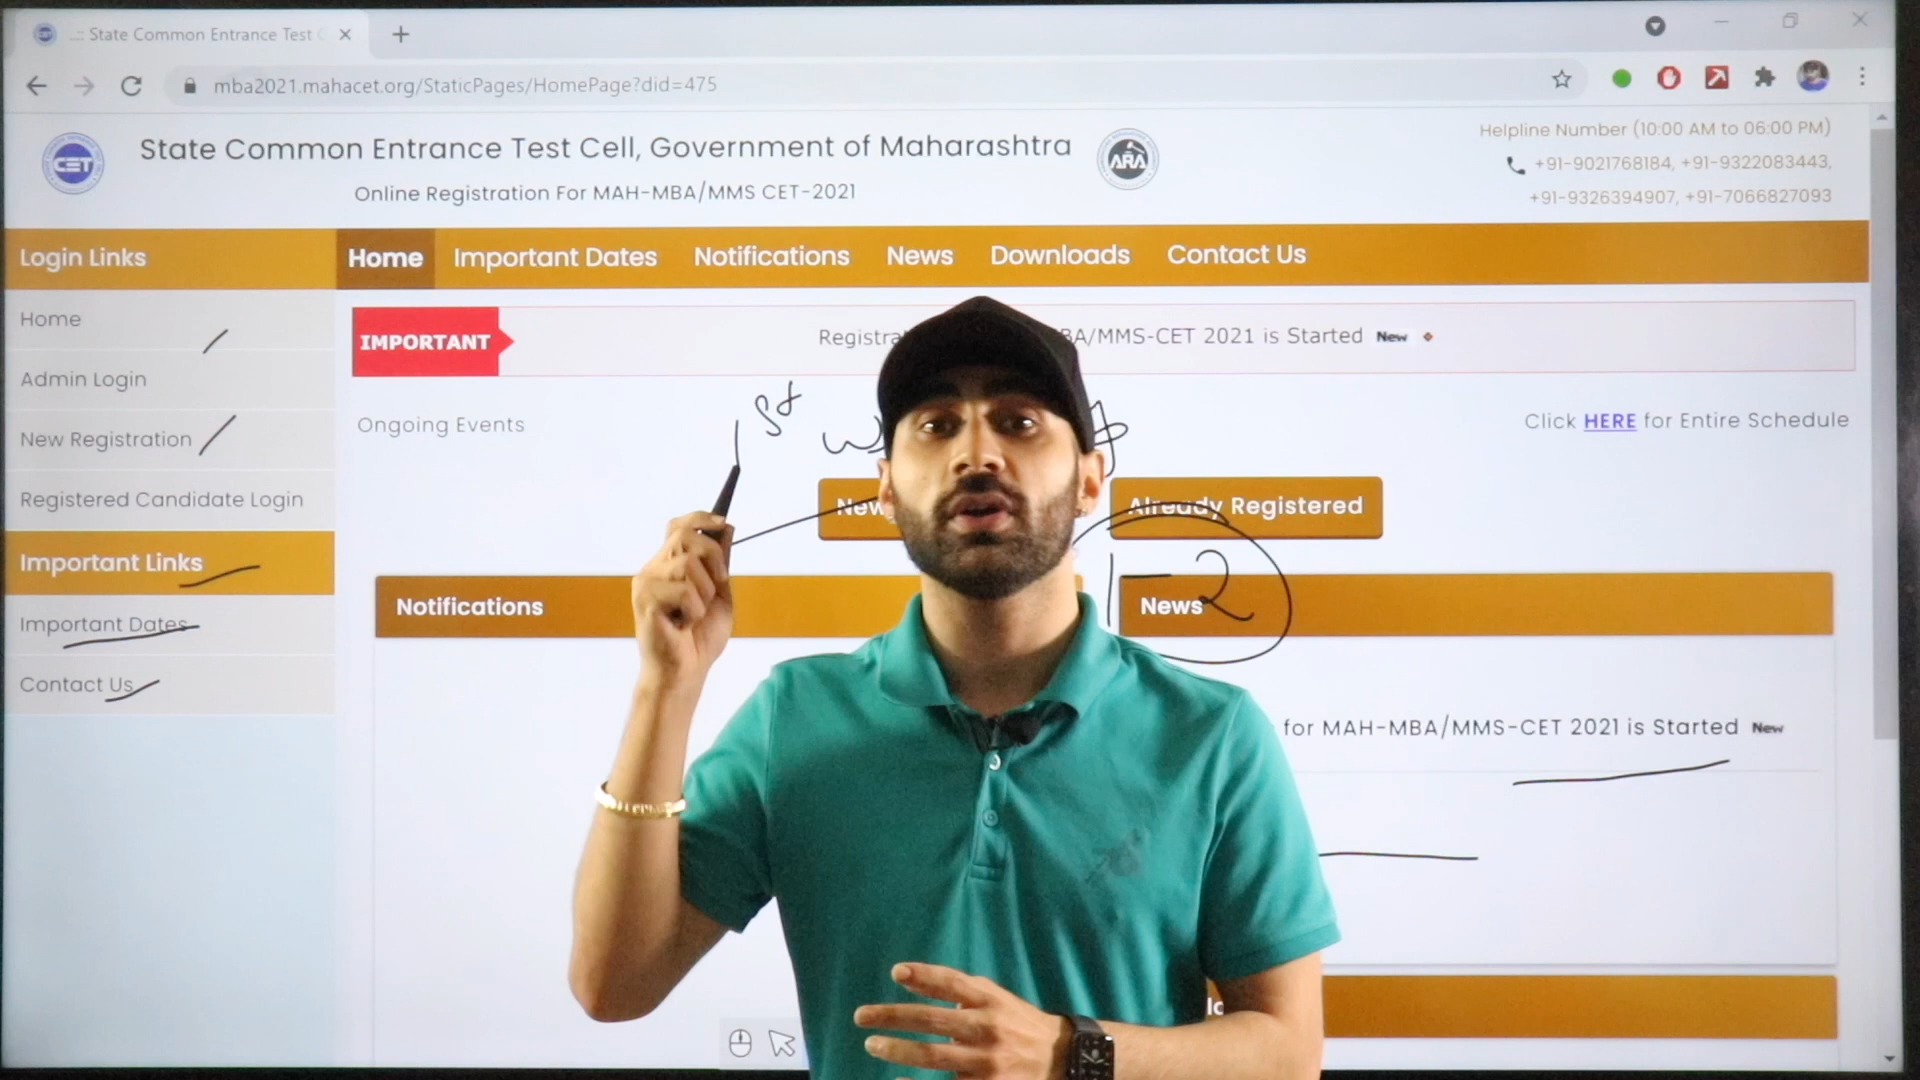 ..:: State Common Entrance Test C
mba2021.mahacet.org/StaticPages/HomePage?did=475
CET
State Common Entrance Test Cell, Government of Maharashtra
Online Registration For MAH-MBA/MMS CET-2021
ARA
Helpline Number (10:00 AM to 06:00 PM)
+91-9021768184, +91-9322083443,
+91-9326394907, +91-7066827093
Login Links
Home Important Dates Notifications News Downloads Contact Us
Home
Admin Login
New Registration
Registered Candidate Login
Important Links
Important Dates
Contact Us
IMPORTANT
Registra BA/MMS-CET 2021 is Started New
Ongoing Events
Click HERE for Entire Schedule
1st
New
Already Registered
1-2
Notifications
News
for MAH-MBA/MMS-CET 2021 is Started New